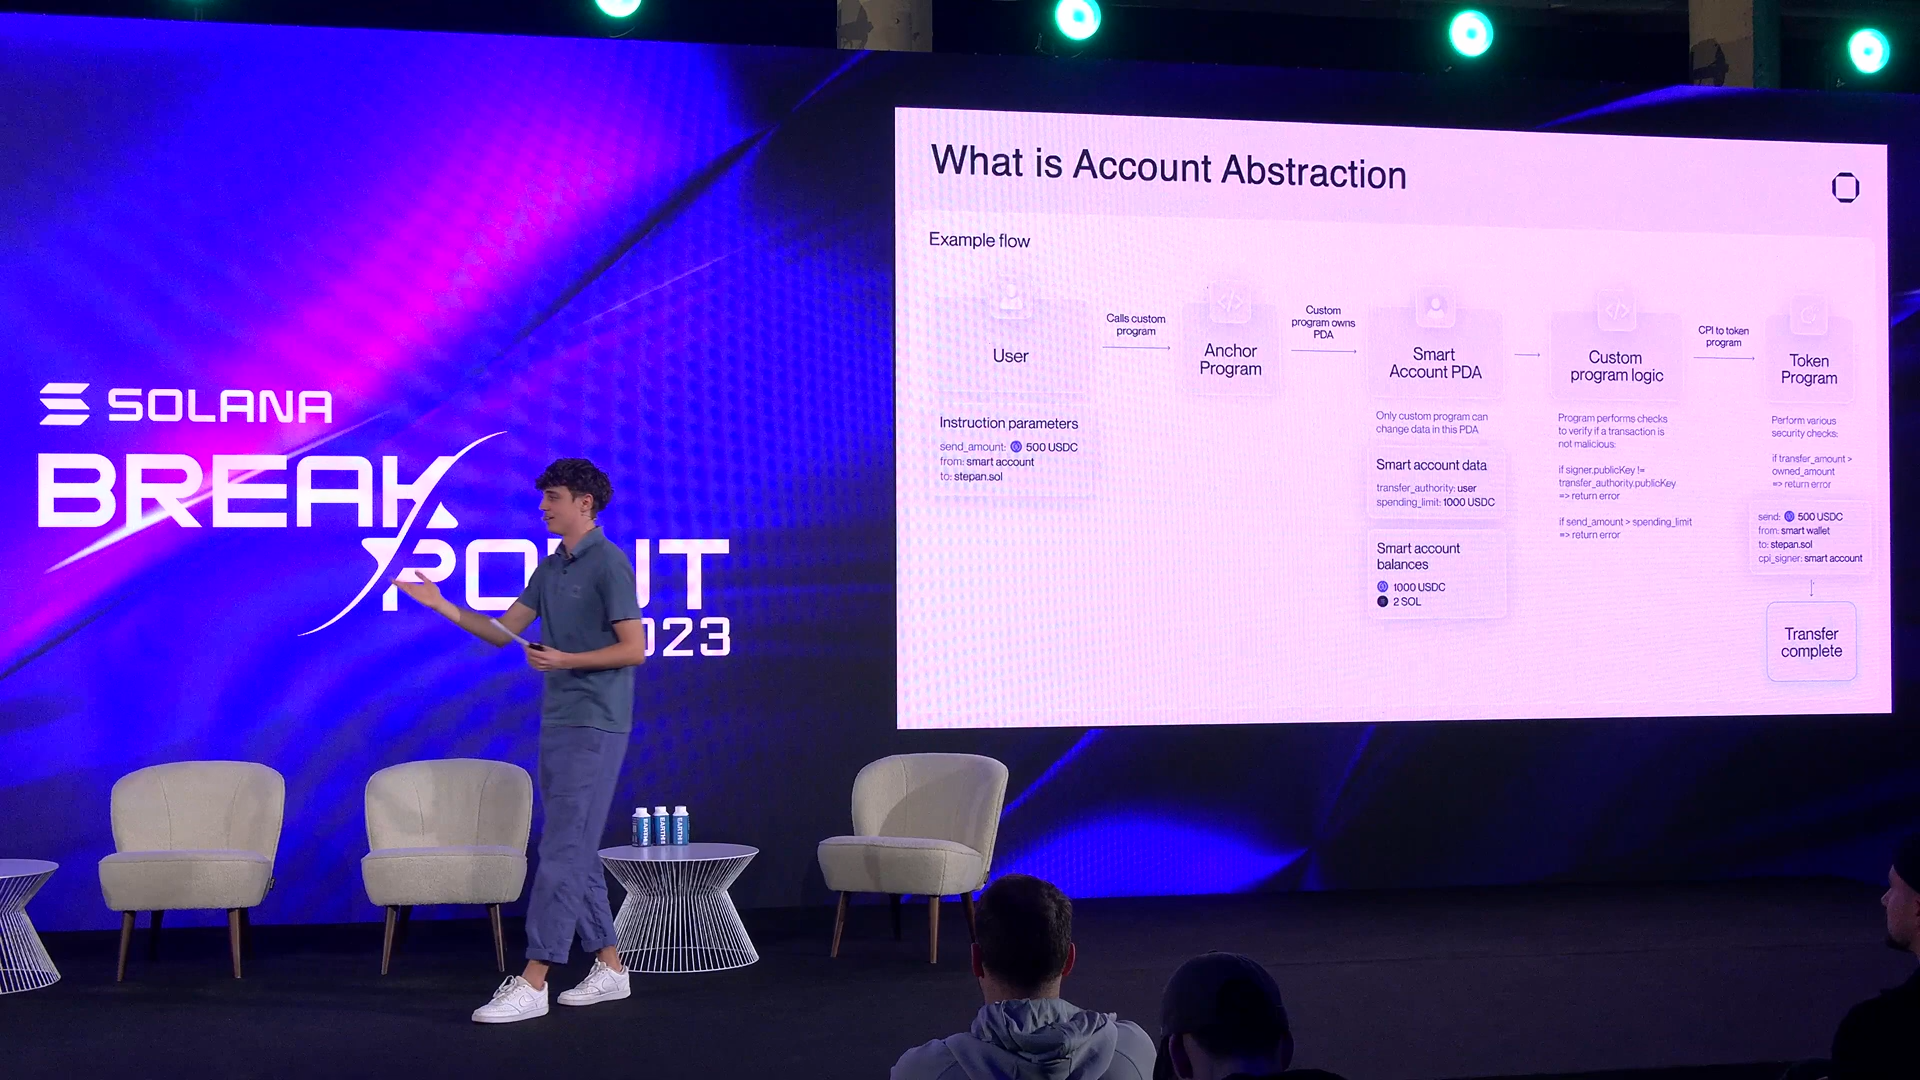 SOLANA
BREAK
POINT
2023
What is Account Abstraction
Example flow
User
Calls custom
program
Anchor
Program
Custom
program owns
PDA
Smart
Account PDA
Custom
program logic
CPI to token
program
Token
Program
Instruction parameters
send_amount: 500 USDC
from: smart account
to: stepan.sol
Only custom program can
change data in this PDA
Smart account data
transfer_authority: user
spending_limit: 1000 USDC
Smart account
balances
1000 USDC
2 SOL
Program performs checks
to verify if a transaction is
not malicious:
if signer.publicKey !=
transfer_authority.publicKey
=> return error
if send_amount > spending_limit
=> return error
Perform various
security checks:
if transfer_amount >
owned_amount
=> return error
send: 500 USDC
from: smart wallet
to: stepan.sol
cpi_signer: smart account
Transfer
complete